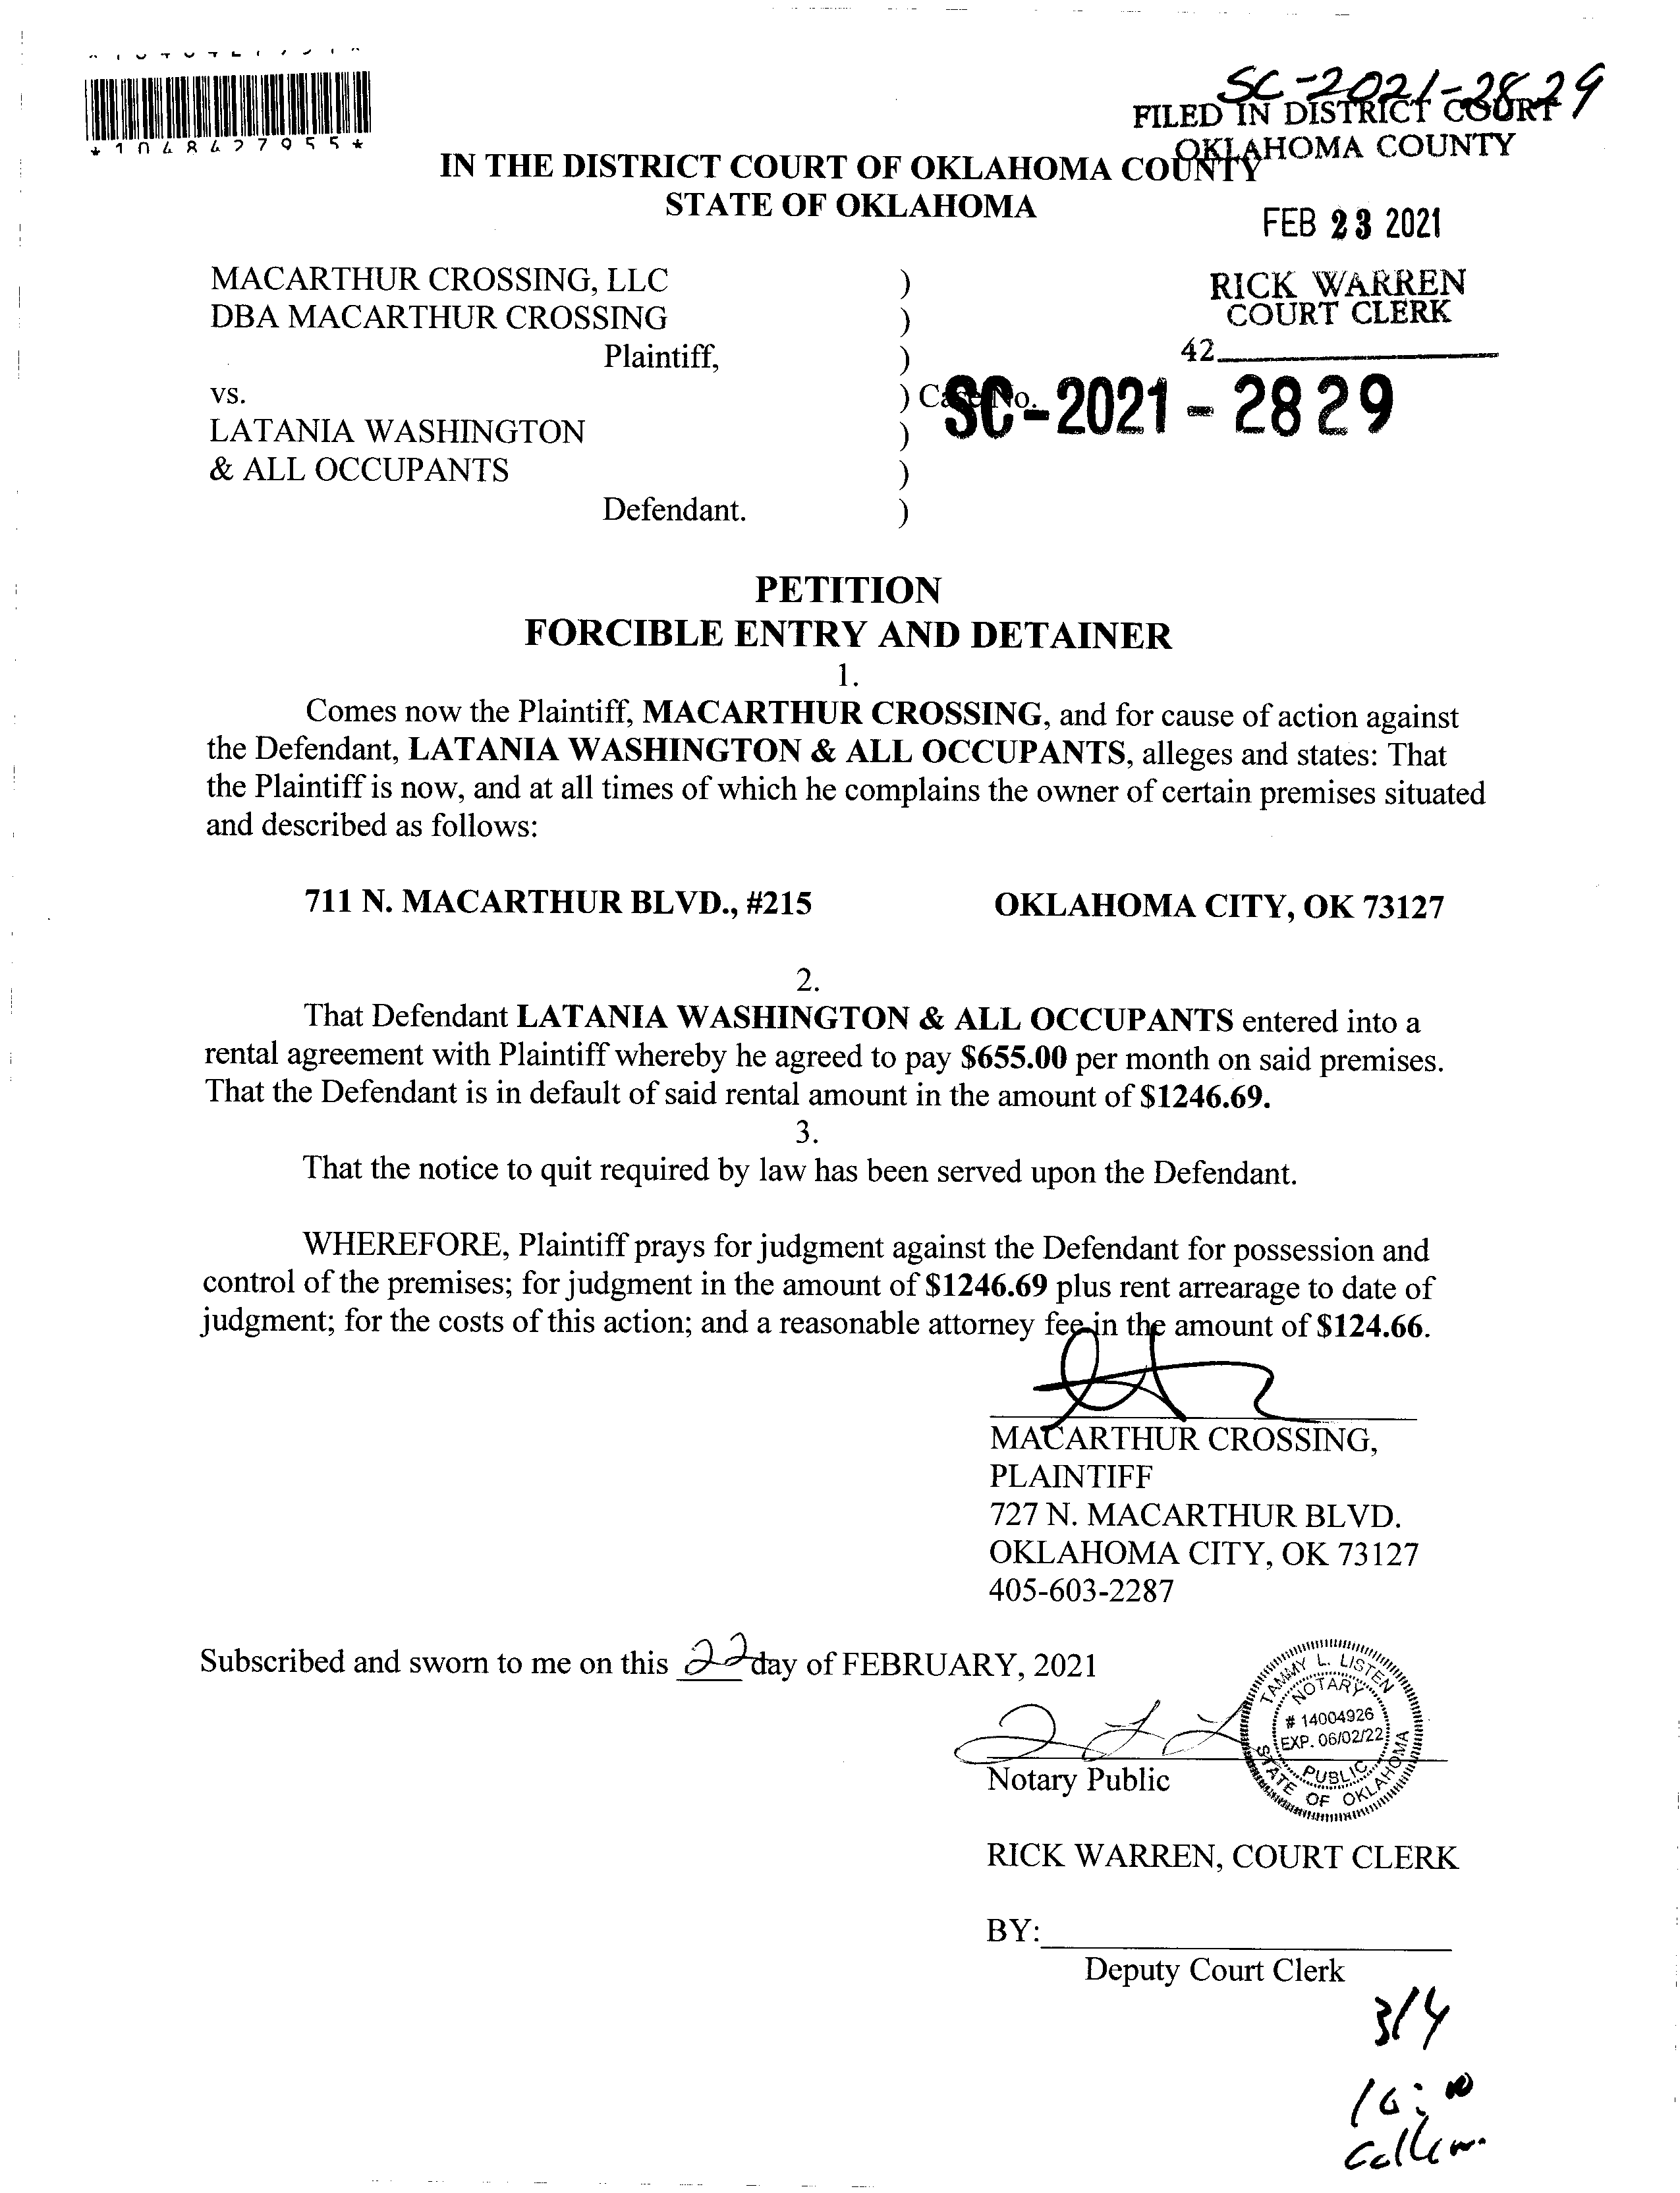 *1048427955*
SC-2021-2829
FILED IN DISTRICT COURT
OKLAHOMA COUNTY
IN THE DISTRICT COURT OF OKLAHOMA COUNTY
STATE OF OKLAHOMA
FEB 23 2021
RICK WARREN
COURT CLERK
42
MACARTHUR CROSSING, LLC )
DBA MACARTHUR CROSSING )
Plaintiff, )
vs. ) Case No. SC-2021-2829
LATANIA WASHINGTON )
& ALL OCCUPANTS )
Defendant. )
PETITION
FORCIBLE ENTRY AND DETAINER
1.
Comes now the Plaintiff, MACARTHUR CROSSING, and for cause of action against
the Defendant, LATANIA WASHINGTON & ALL OCCUPANTS, alleges and states: That
the Plaintiff is now, and at all times of which he complains the owner of certain premises situated
and described as follows:
711 N. MACARTHUR BLVD., #215 OKLAHOMA CITY, OK 73127
2.
That Defendant LATANIA WASHINGTON & ALL OCCUPANTS entered into a
rental agreement with Plaintiff whereby he agreed to pay $655.00 per month on said premises.
That the Defendant is in default of said rental amount in the amount of $1246.69.
3.
That the notice to quit required by law has been served upon the Defendant.
WHEREFORE, Plaintiff prays for judgment against the Defendant for possession and
control of the premises; for judgment in the amount of $1246.69 plus rent arrearage to date of
judgment; for the costs of this action; and a reasonable attorney fee in the amount of $124.66.
MACARTHUR CROSSING,
PLAINTIFF
727 N. MACARTHUR BLVD.
OKLAHOMA CITY, OK 73127
405-603-2287
Subscribed and sworn to me on this 22 day of FEBRUARY, 2021
TAMMY L. LISTEN
NOTARY
# 14004926
EXP. 06/02/22
PUBLIC
STATE OF OKLAHOMA
Notary Public
RICK WARREN, COURT CLERK
BY:
Deputy Court Clerk
3/4